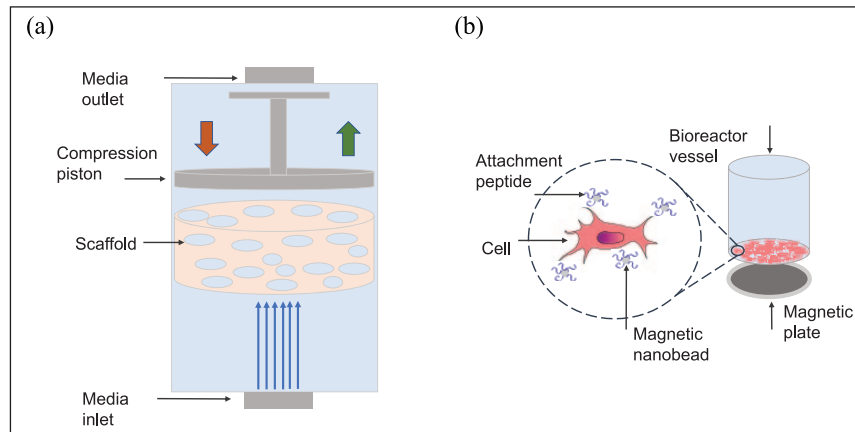 (a)
Media
outlet
Compression
piston
Scaffold
Media
inlet
(b)
Bioreactor
vessel
Attachment
peptide
Cell
Magnetic
nanobead
Magnetic
plate